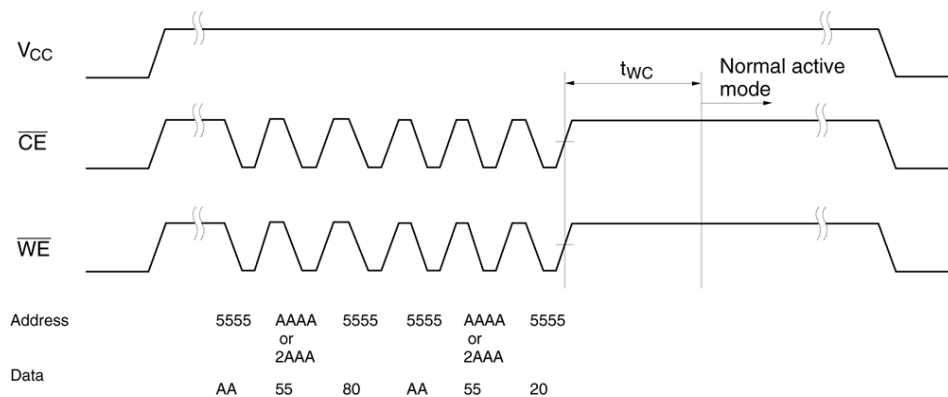 VCC
tWC
Normal active
mode
CE
WE
Address 5555 AAAA 5555 5555 AAAA 5555
or or
2AAA 2AAA
Data
AA 55 80 AA 55 20